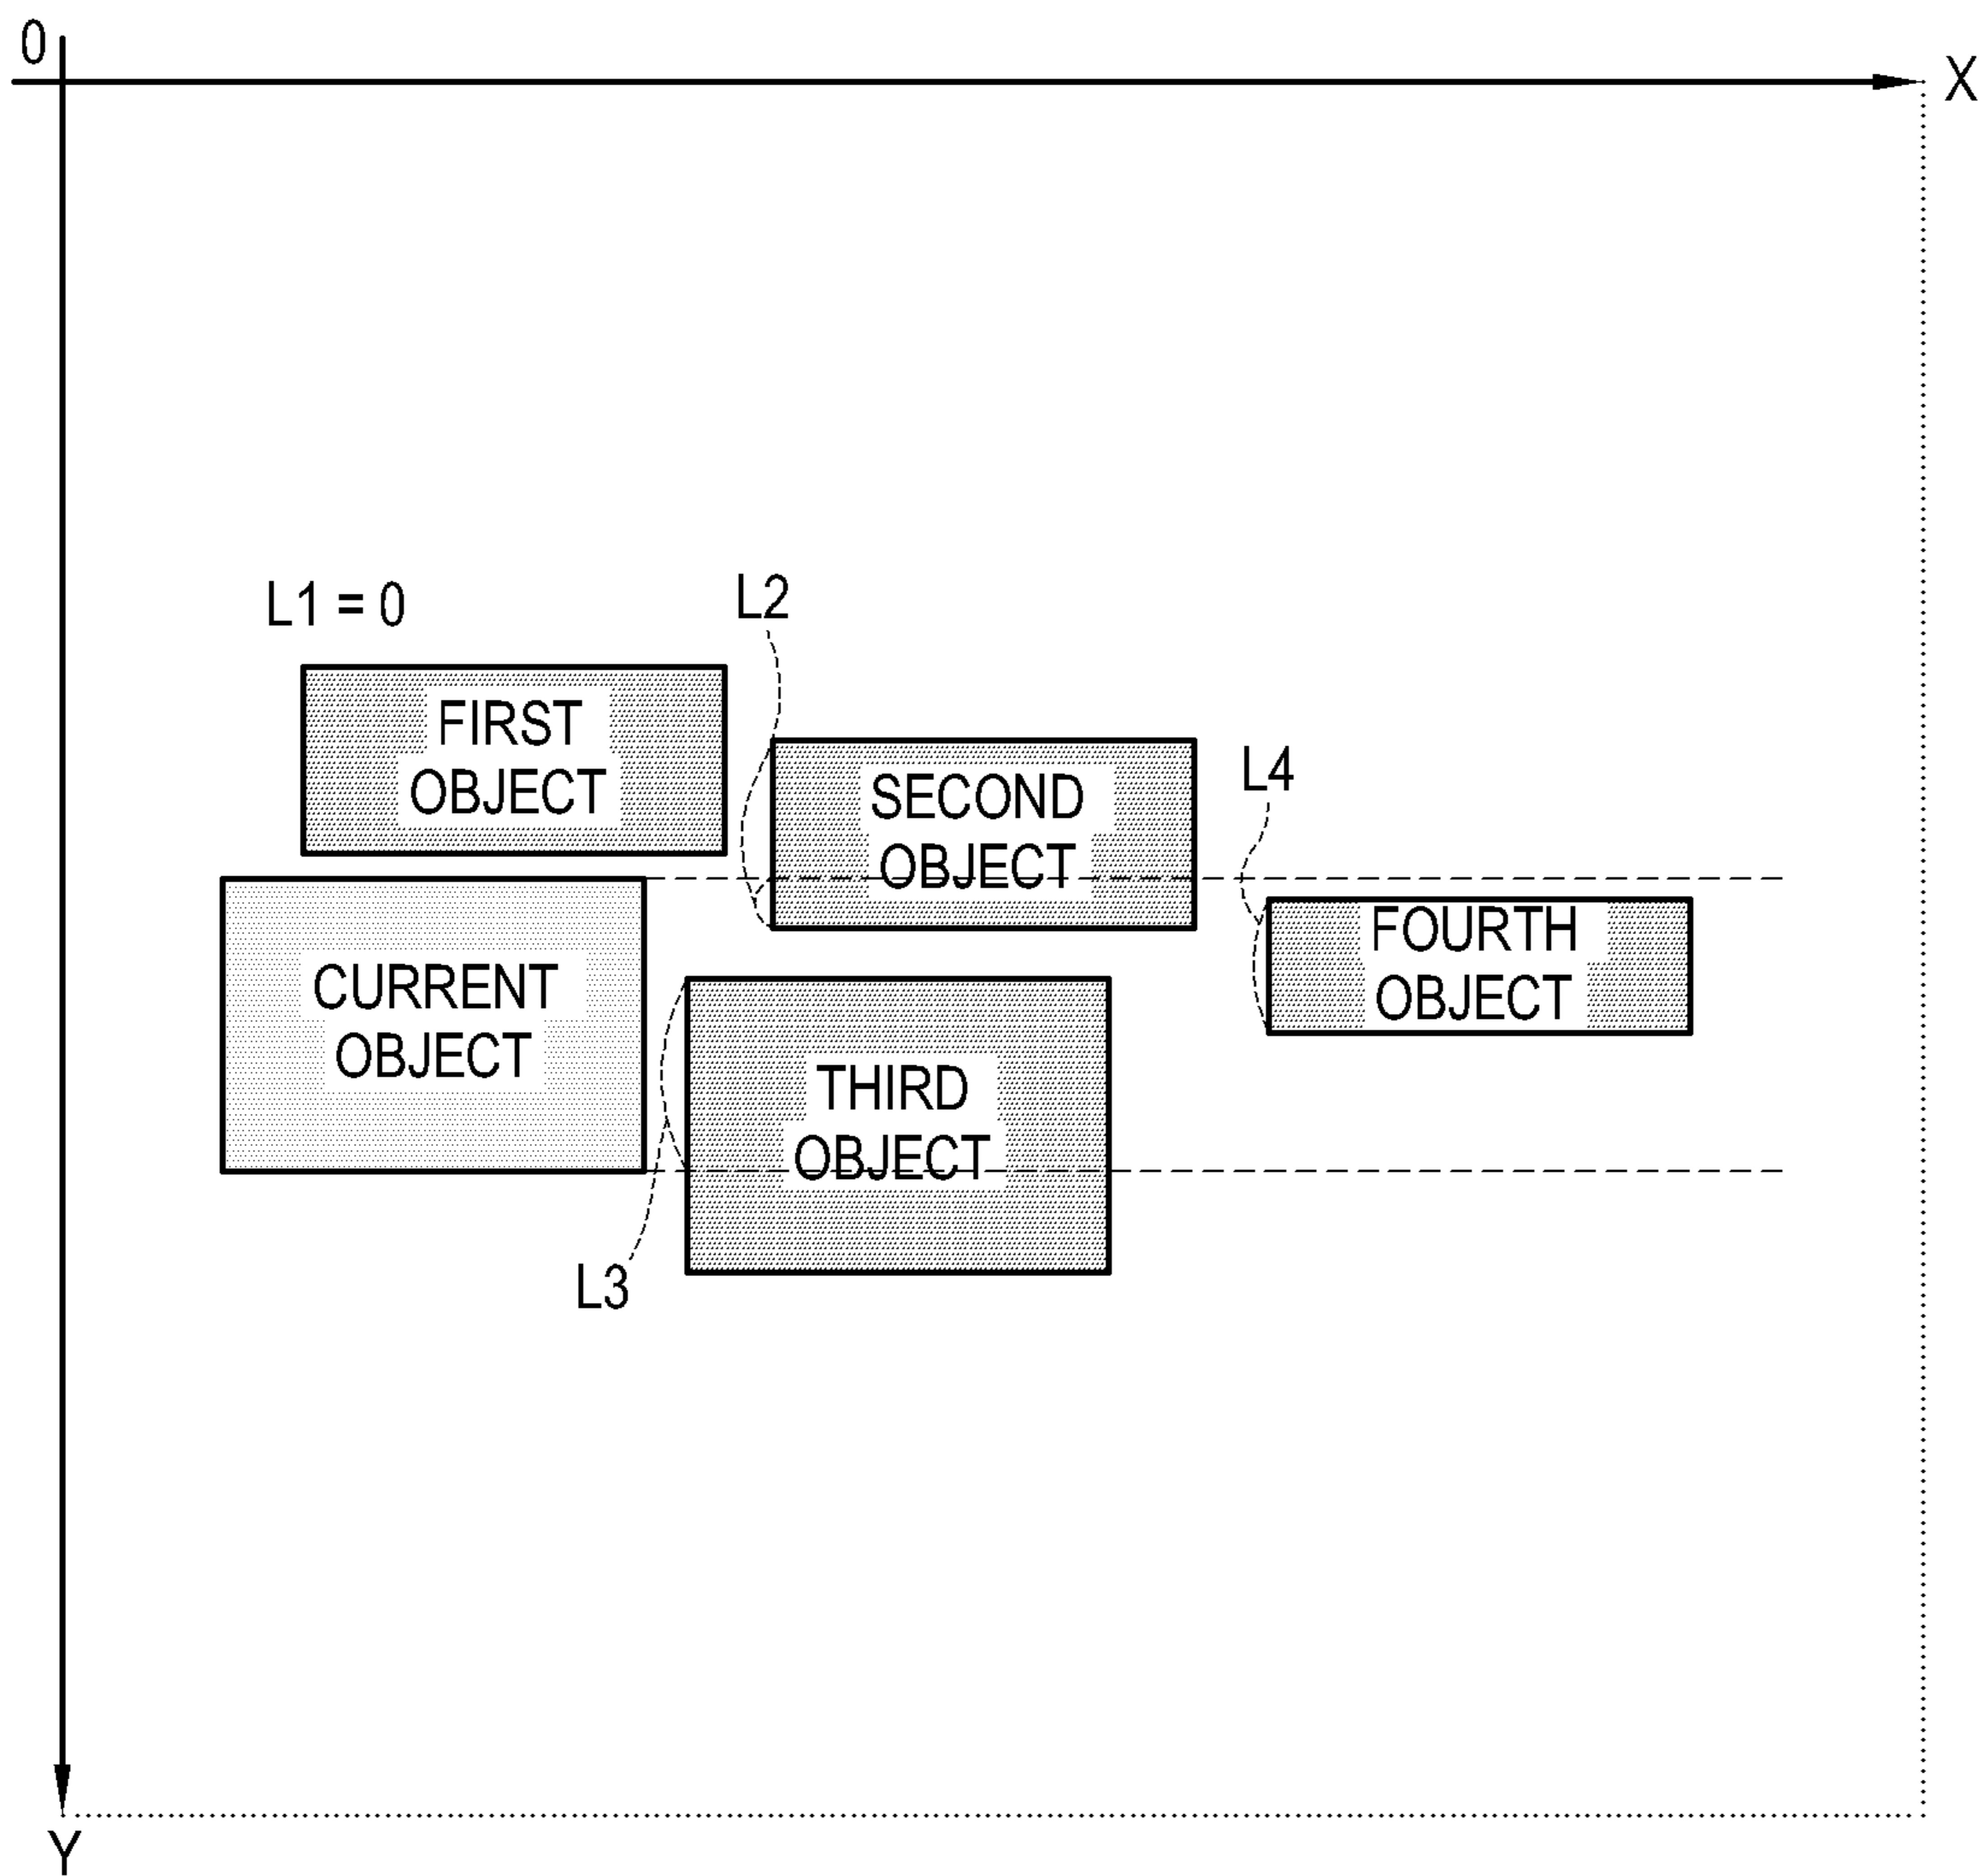 0
X
L1 = 0
L2
FIRST
OBJECT
SECOND
OBJECT
L4
FOURTH
OBJECT
CURRENT
OBJECT
THIRD
OBJECT
L3
Y